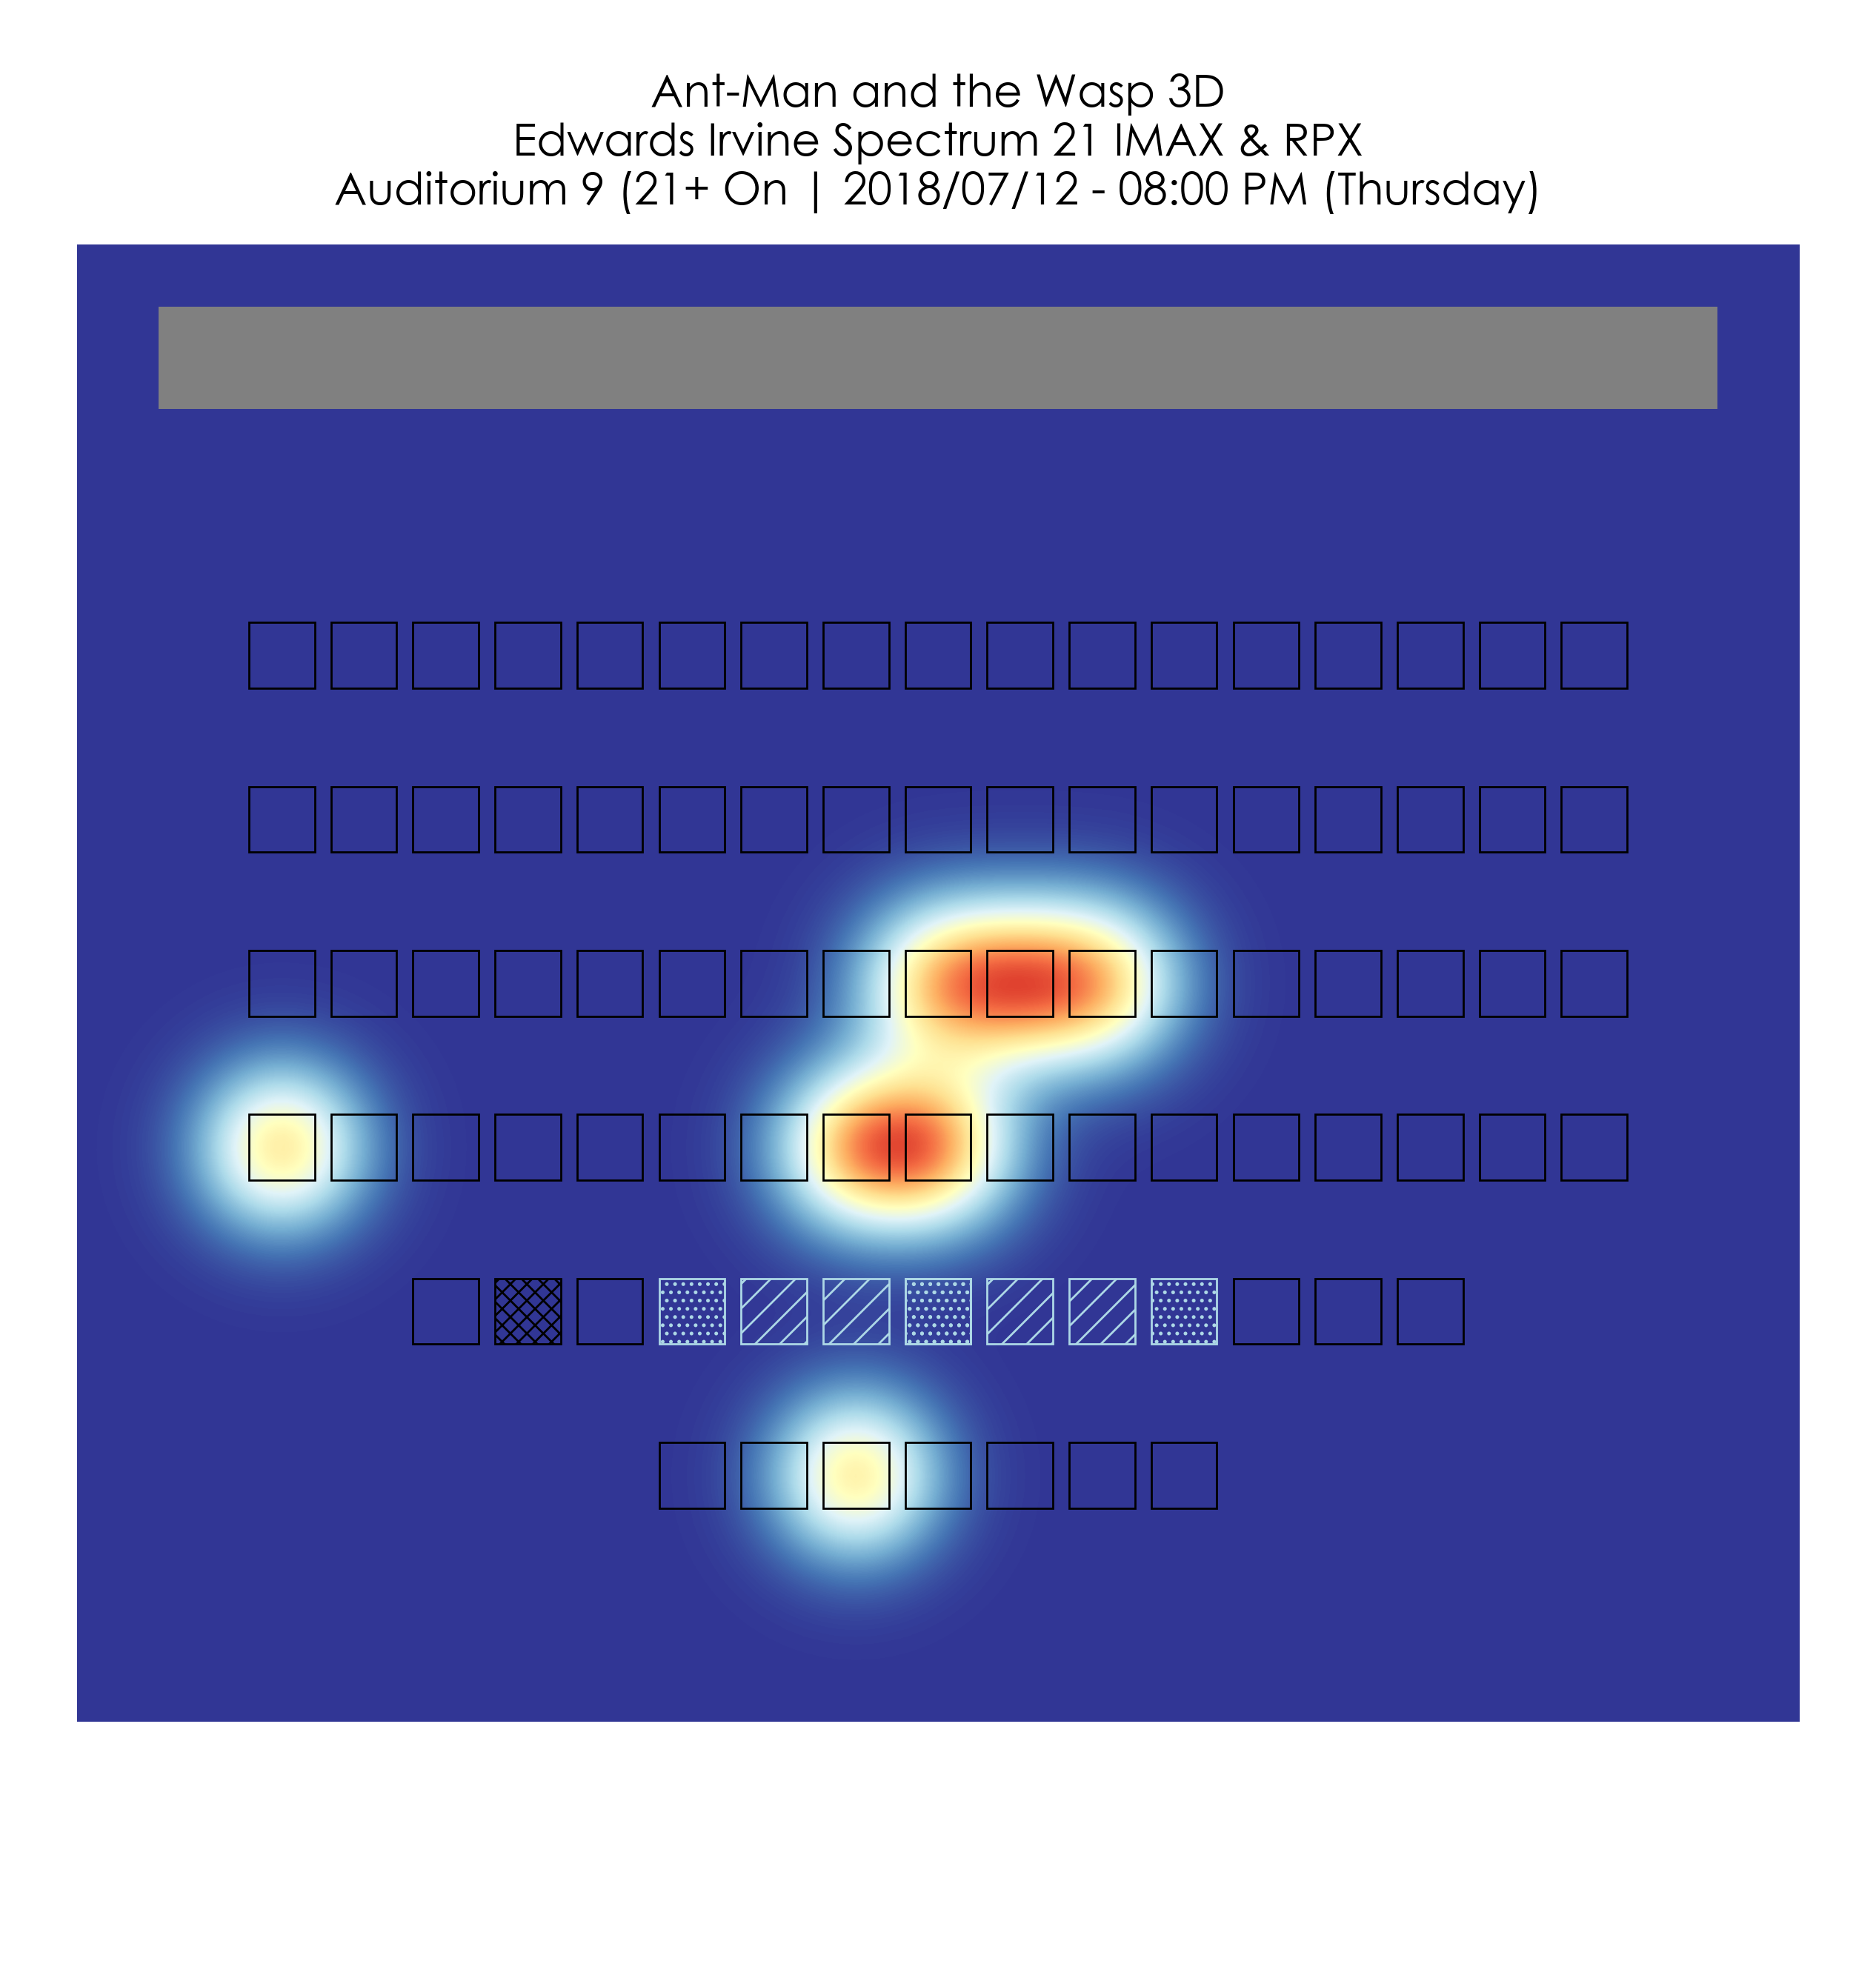 Ant-Man and the Wasp 3D
Edwards Irvine Spectrum 21 IMAX & RPX
Auditorium 9 (21+ On | 2018/07/12 - 08:00 PM (Thursday)